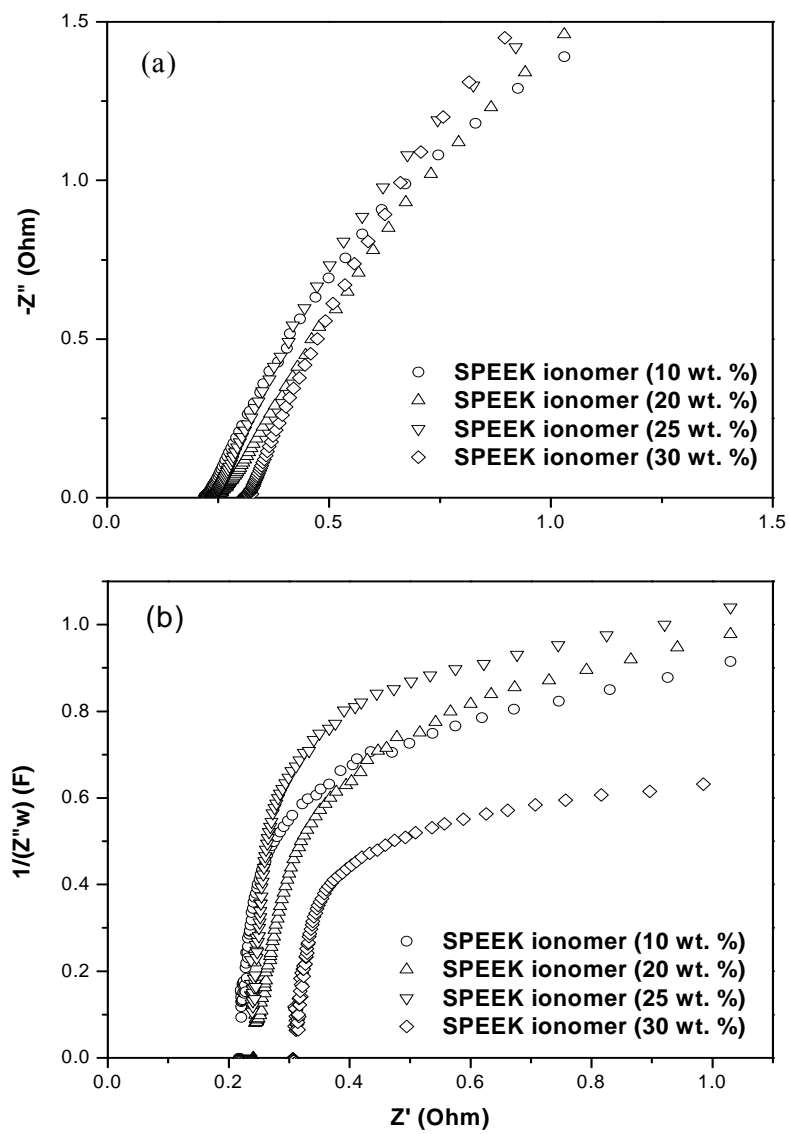 (a)
-Z" (Ohm)
1.5
1.0
0.5
0.0
SPEEK ionomer (10 wt. %)
SPEEK ionomer (20 wt. %)
SPEEK ionomer (25 wt. %)
SPEEK ionomer (30 wt. %)
0.0 0.5 1.0 1.5
(b)
1/(Z"w) (F)
1.0
0.8
0.6
0.4
0.2
0.0
SPEEK ionomer (10 wt. %)
SPEEK ionomer (20 wt. %)
SPEEK ionomer (25 wt. %)
SPEEK ionomer (30 wt. %)
0.0 0.2 0.4 0.6 0.8 1.0
Z' (Ohm)